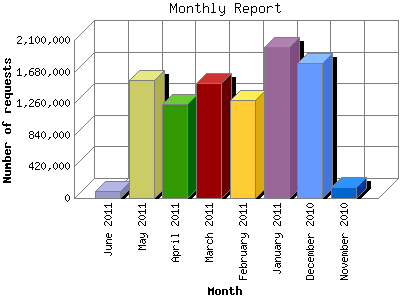 Monthly Report
Number of requests
2,100,000
1,680,000
1,260,000
840,000
420,000
0
June 2011
May 2011
April 2011
March 2011
February 2011
January 2011
December 2010
November 2010
Month